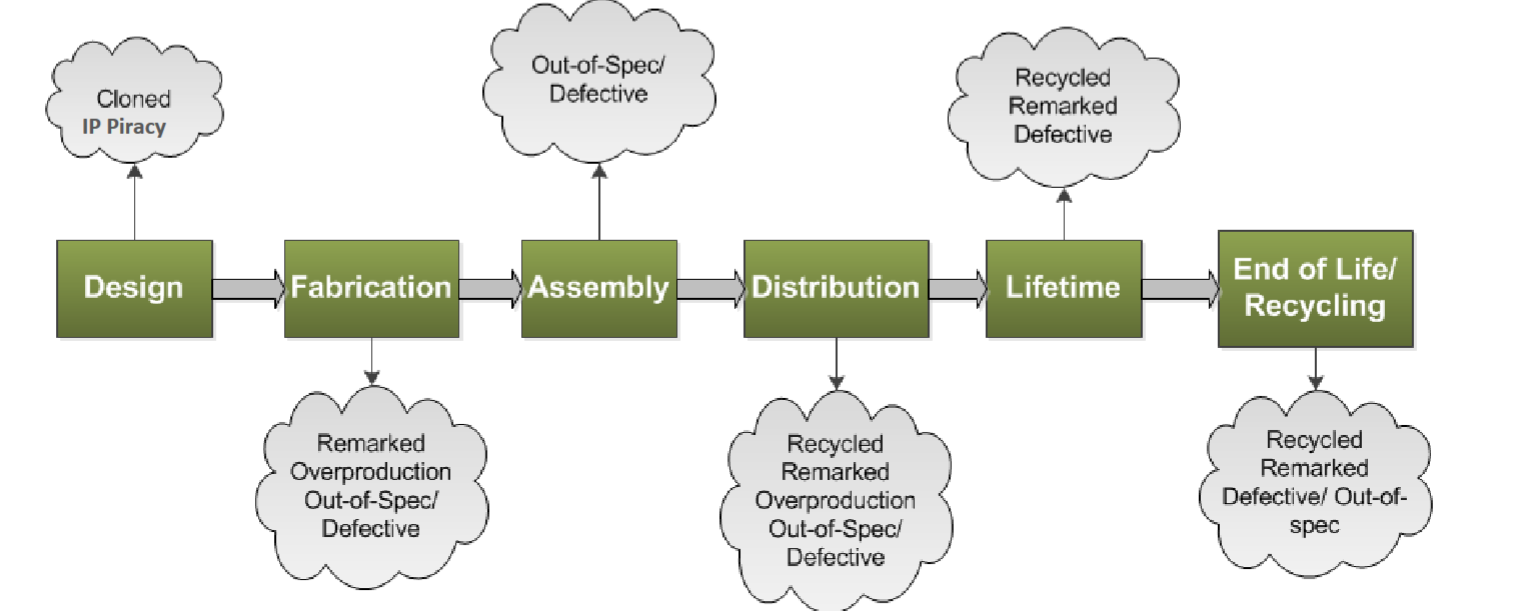 Cloned
IP Piracy
Out-of-Spec/
Defective
Recycled
Remarked
Defective
Design
Fabrication
Assembly
Distribution
Lifetime
End of Life/
Recycling
Remarked
Overproduction
Out-of-Spec/
Defective
Recycled
Remarked
Overproduction
Out-of-Spec/
Defective
Recycled
Remarked
Defective/ Out-of-
spec